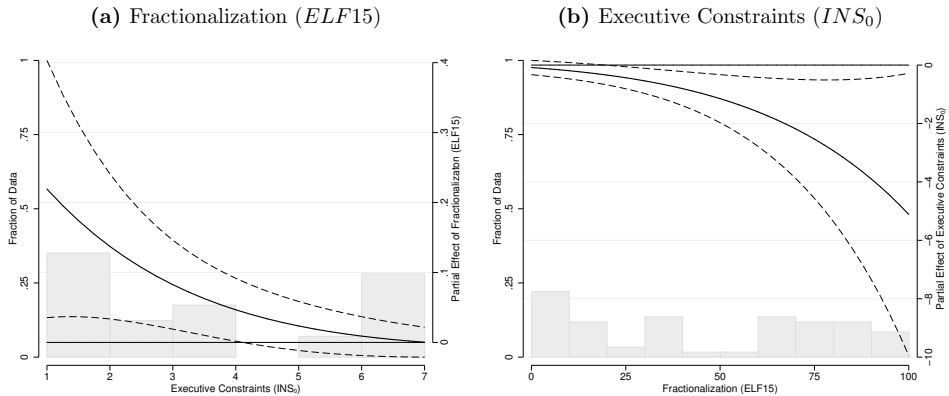 (a) Fractionalization (ELF15)
Fraction of Data
1
.75
.5
.25
0
.4
.3
.2
.1
0
Partial Effect of Fractionalizaton (ELF15)
1 2 3 4 5 6 7
Executive Constraints (INS₀)
(b) Executive Constraints (INS₀)
Fraction of Data
1
.75
.5
.25
0
0
−2
−4
−6
−8
−10
Partial Effect of Executive Constraints (INS₀)
0 25 50 75 100
Fractionalization (ELF15)